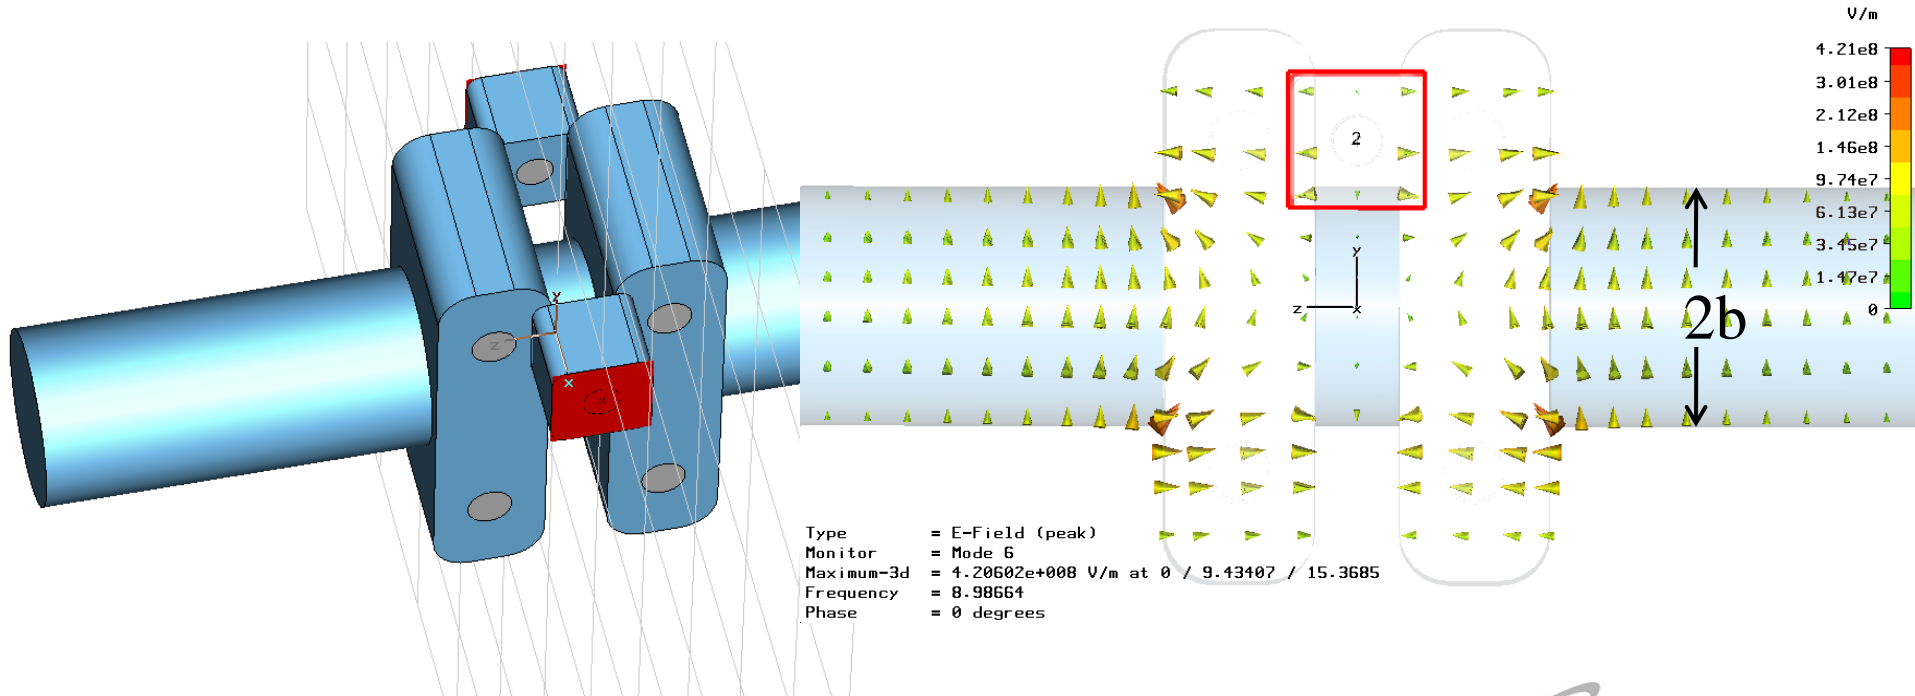 V/m
4.21e8
3.01e8
2.12e8
1.46e8
9.74e7
6.13e7
3.45e7
1.47e7
0
2
y
z
x
2b
Y
Z
x
Type = E-Field (peak)
Monitor = Mode 6
Maximum-3d = 4.20602e+008 V/m at 0 / 9.43407 / 15.3685
Frequency = 8.98664
Phase = 0 degrees